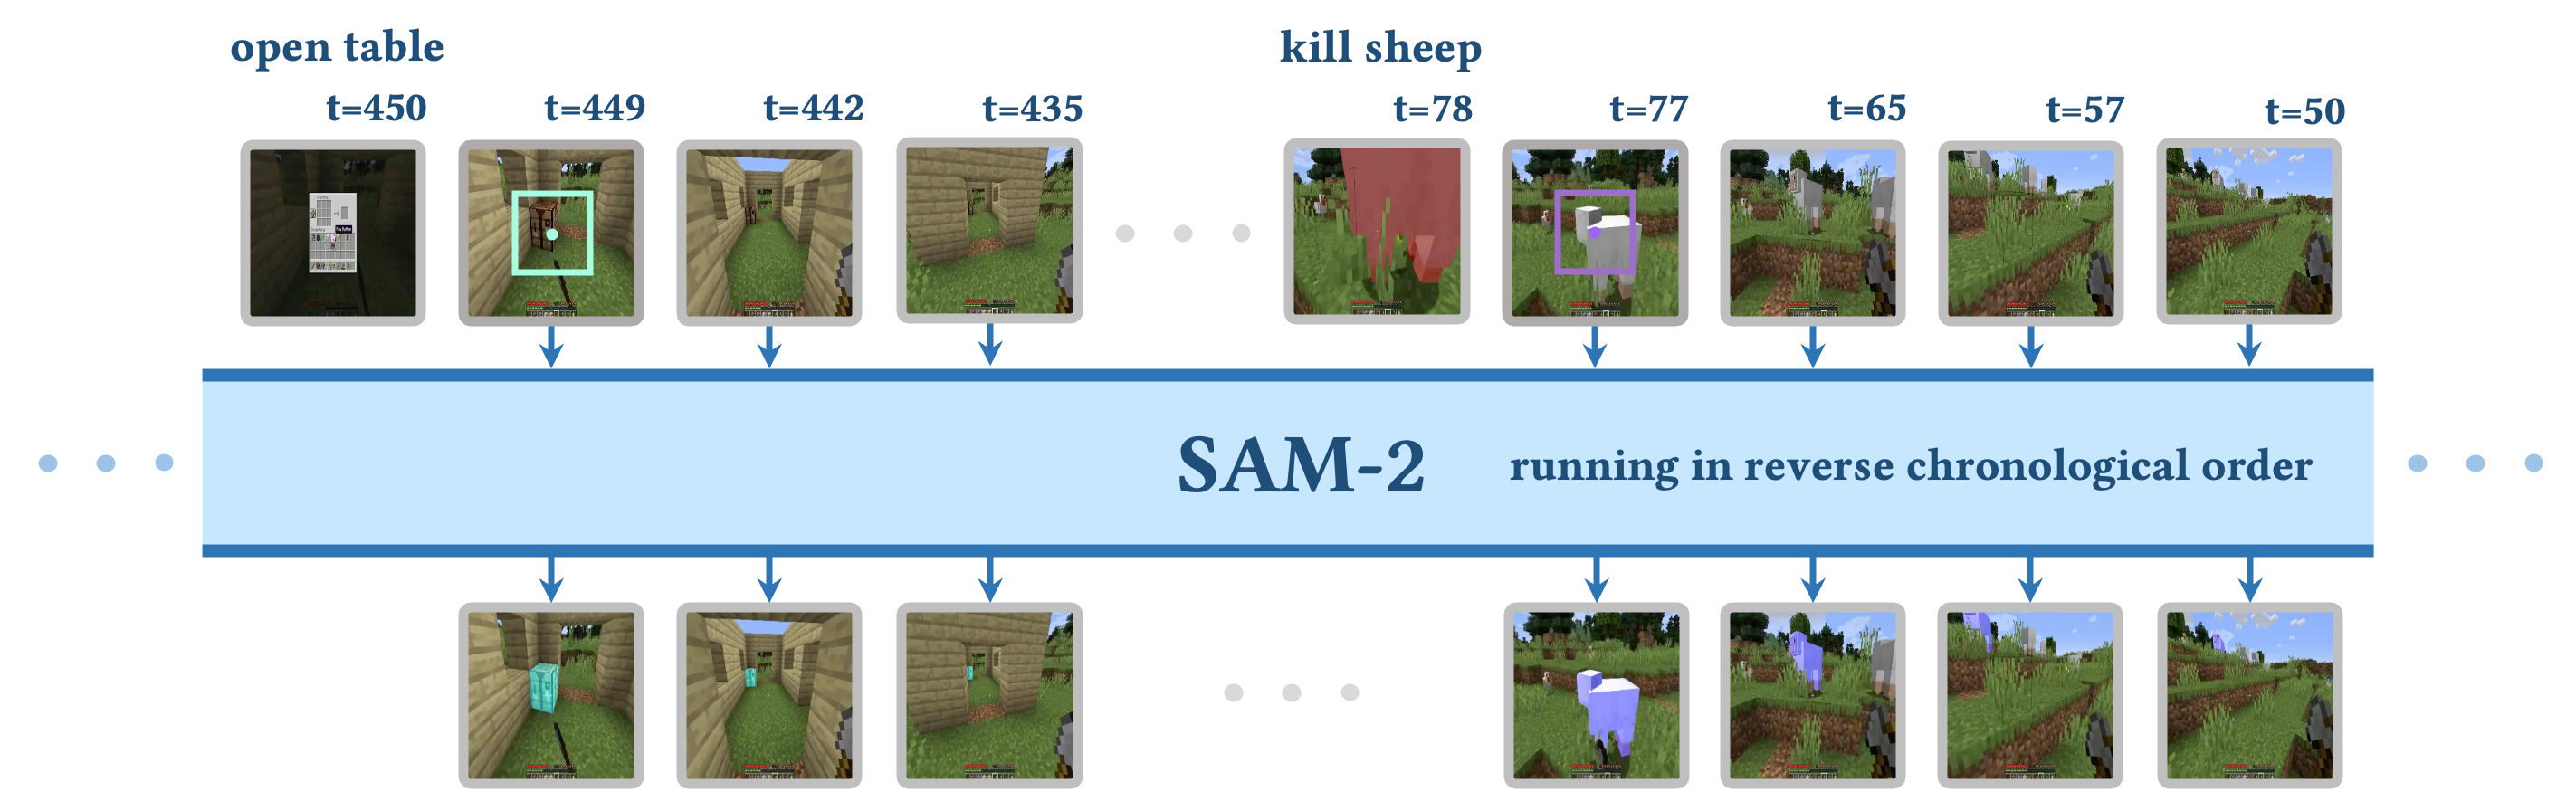 open table
kill sheep
t=450
t=449
t=442
t=435
t=78
t=77
t=65
t=57
t=50
SAM-2
running in reverse chronological order